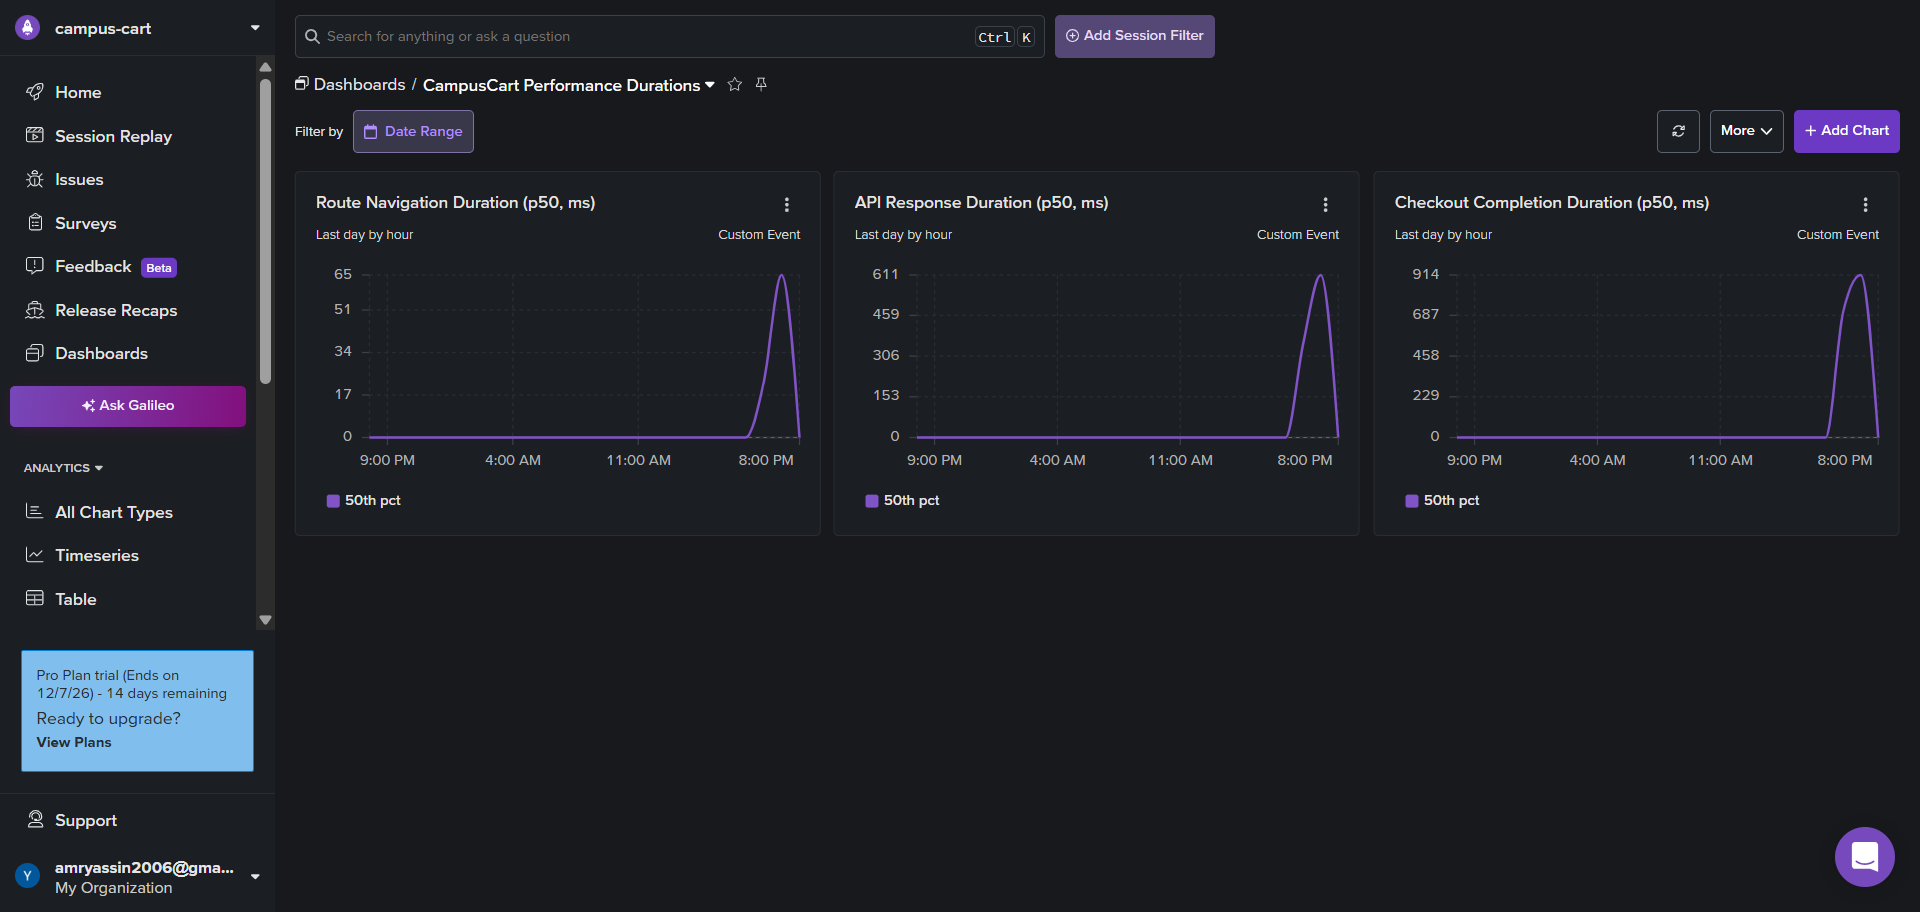 campus-cart
Search for anything or ask a question
Ctrl K
Add Session Filter
Home
Session Replay
Issues
Surveys
Feedback Beta
Release Recaps
Dashboards
Ask Galileo
ANALYTICS
All Chart Types
Timeseries
Table
Pro Plan trial (Ends on
12/7/26) - 14 days remaining
Ready to upgrade?
View Plans
Support
Y
amryassin2006@gma...
My Organization
Dashboards / CampusCart Performance Durations
Filter by Date Range
More
+ Add Chart
Route Navigation Duration (p50, ms)
Last day by hour Custom Event
65
51
34
17
0
9:00 PM 4:00 AM 11:00 AM 8:00 PM
50th pct
API Response Duration (p50, ms)
Last day by hour Custom Event
611
459
306
153
0
9:00 PM 4:00 AM 11:00 AM 8:00 PM
50th pct
Checkout Completion Duration (p50, ms)
Last day by hour Custom Event
914
687
458
229
0
9:00 PM 4:00 AM 11:00 AM 8:00 PM
50th pct